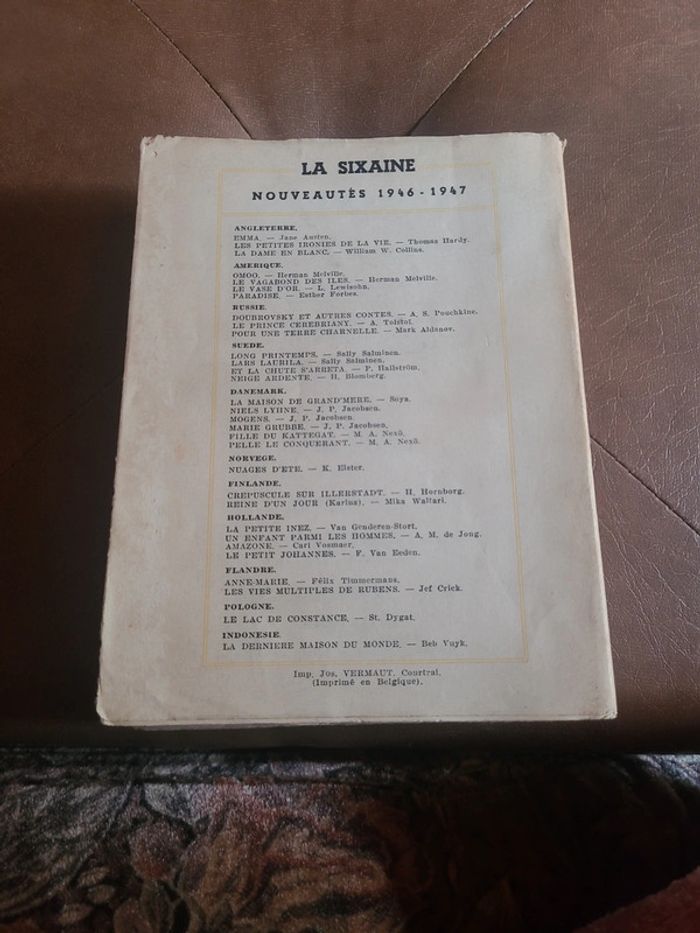 LA SIXAINE
NOUVEAUTÉS 1946 - 1947
ANGLETERRE.
EMMA. — Jane Austen.
LES PETITES IRONIES DE LA VIE. — Thomas Hardy.
LA DAME EN BLANC. — William W. Collins.
AMERIQUE.
OMOO. — Herman Melville.
LE VAGABOND DES ILES. — Herman Melville.
LE VASE D'OR. — L. Lewisohn.
PARADISE. — Esther Forbes.
RUSSIE.
DOUBROVSKY ET AUTRES CONTES. — A. S. Pouchkine.
LE PRINCE CEREBRIANY. — A. Tolstoï.
POUR UNE TERRE CHARNELLE. — Mark Aldanov.
SUEDE.
LONG PRINTEMPS. — Sally Salminen.
LARS LAURILA. — Sally Salminen.
ET LA CHUTE S'ARRETA. — P. Hallström.
NEIGE ARDENTE. — H. Blomberg.
DANEMARK.
LA MAISON DE GRAND'MERE. — Soya.
NIELS LYHNE. — J. P. Jacobsen.
MOGENS. — J. P. Jacobsen.
MARIE GRUBBE. — J. P. Jacobsen.
FILLE DU KATTEGAT. — M. A. Nexö.
PELLE LE CONQUERANT. — M. A. Nexö.
NORVEGE.
NUAGES D'ETE. — K. Elster.
FINLANDE.
CREPUSCULE SUR ILLERSTADT. — H. Hornborg.
REINE D'UN JOUR (Karius). — Mika Waltari.
HOLLANDE.
LA PETITE INEZ. — Van Genderen-Stort.
UN ENFANT PARMI LES HOMMES. — A. M. de Jong.
AMAZONE. — Carl Vosmaer.
LE PETIT JOHANNES. — F. Van Eeden.
FLANDRE.
ANNE-MARIE. — Félix Timmermans.
LES VIES MULTIPLES DE RUBENS. — Jef Crick.
POLOGNE.
LE LAC DE CONSTANCE. — St. Dygat.
INDONESIE.
LA DERNIERE MAISON DU MONDE. — Beb Vuyk.
Imp. Jos. VERMAUT, Courtrai.
(Imprimé en Belgique).